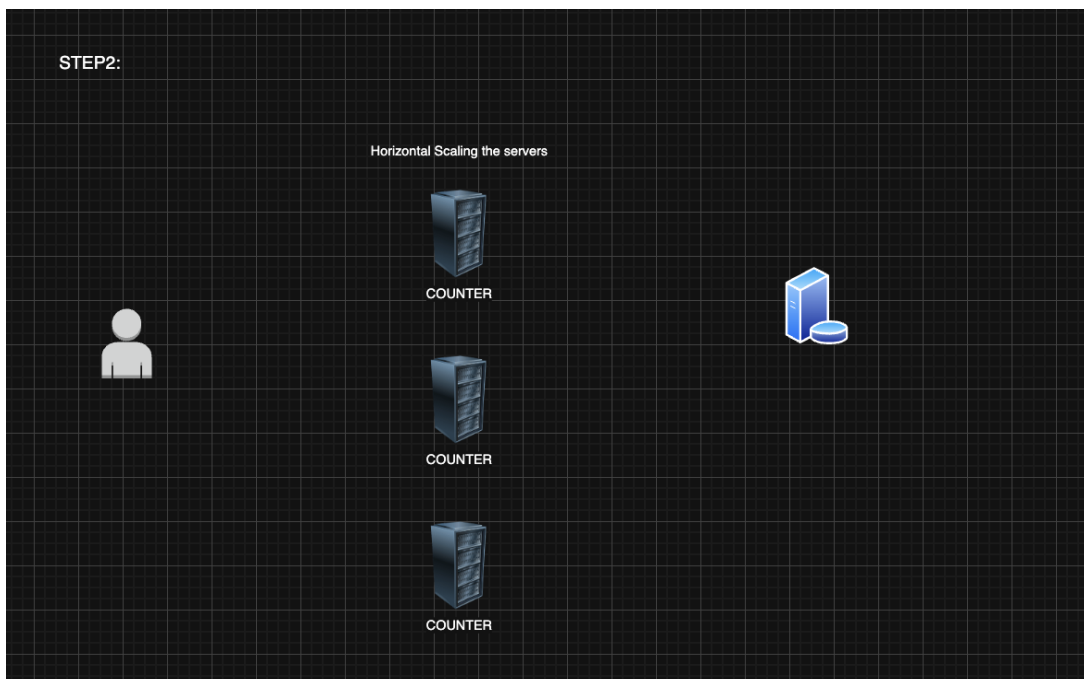 STEP2:
Horizontal Scaling the servers
COUNTER
COUNTER
COUNTER